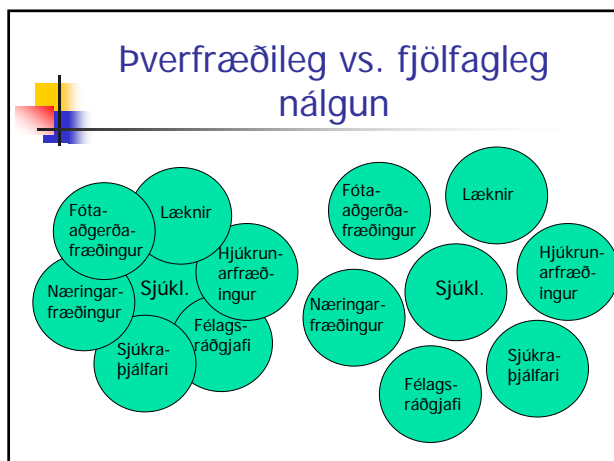 Þverfræðileg vs. fjölfagleg
nálgun
Fóta-
aðgerða-
fræðingur
Læknir
Hjúkrun-
arfræð-
ingur
Sjúkl.
Næringar-
fræðingur
Félags-
ráðgjafi
Sjúkra-
þjálfari
Fóta-
aðgerða-
fræðingur
Læknir
Hjúkrun-
arfræð-
ingur
Sjúkl.
Næringar-
fræðingur
Sjúkra-
þjálfari
Félags-
ráðgjafi